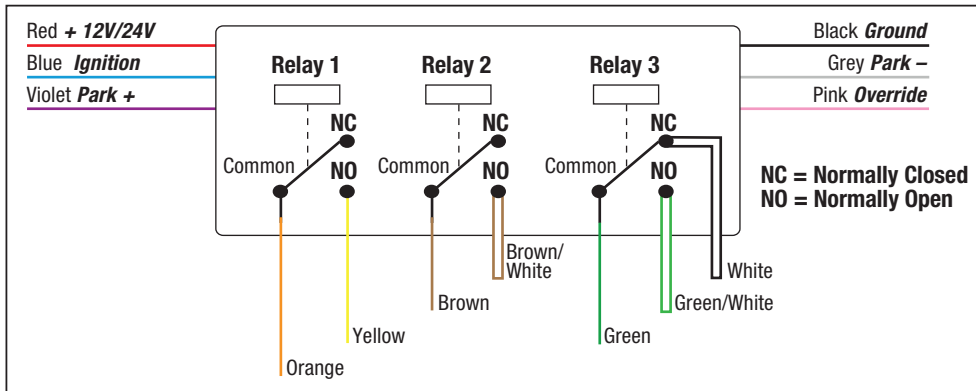 Red + 12V/24V
Blue Ignition
Violet Park +
Black Ground
Grey Park –
Pink Override
Relay 1
Relay 2
Relay 3
NC
NC
NC
Common
NO
Common
NO
Common
NO
NC = Normally Closed
NO = Normally Open
Brown/
White
White
Brown
Green/White
Yellow
Green
Orange